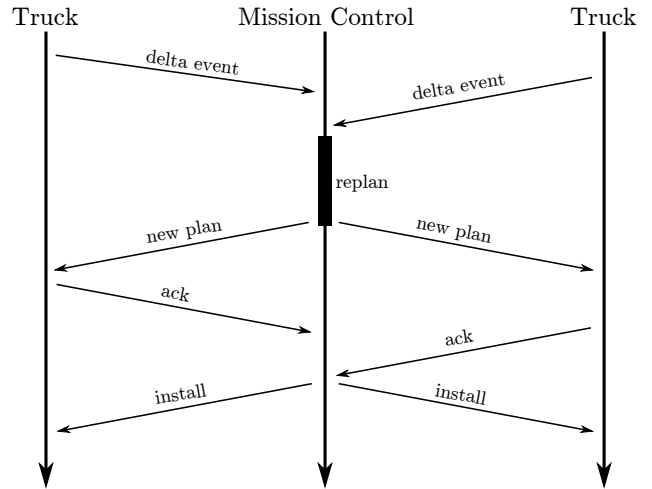 Truck
Mission Control
Truck
delta event
delta event
replan
new plan
new plan
ack
ack
install
install